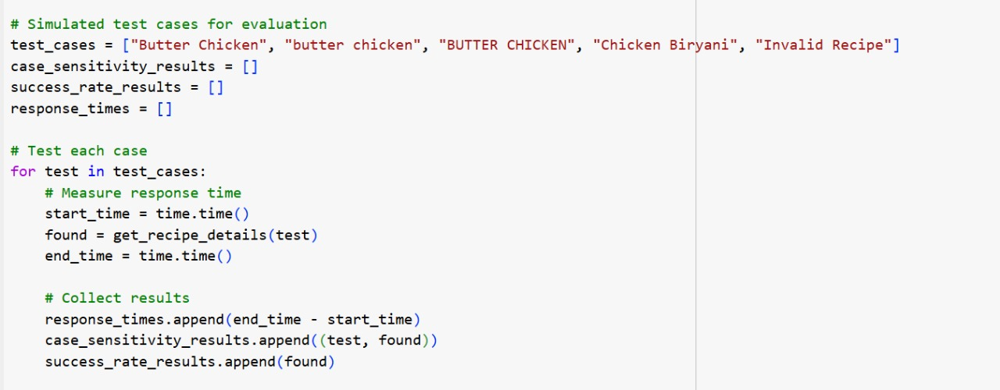 # Simulated test cases for evaluation
test_cases = ["Butter Chicken", "butter chicken", "BUTTER CHICKEN", "Chicken Biryani", "Invalid Recipe"]
case_sensitivity_results = []
success_rate_results = []
response_times = []
# Test each case
for test in test_cases:
    # Measure response time
    start_time = time.time()
    found = get_recipe_details(test)
    end_time = time.time()
    # Collect results
    response_times.append(end_time - start_time)
    case_sensitivity_results.append((test, found))
    success_rate_results.append(found)